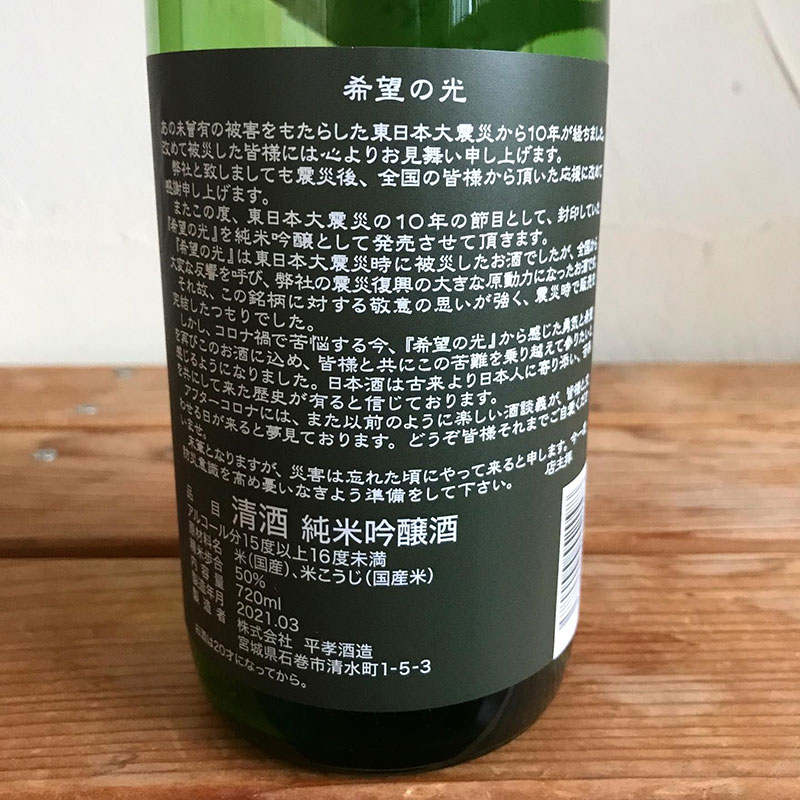 希望の光
あの未曾有の被害をもたらした東日本大震災から10年が経ちました
改めて被災した皆様には心よりお見舞い申し上げます。
弊社と致しましても震災後、全国の皆様から頂いた応援に改めて
感謝申し上げます。
またこの度、東日本大震災の10年の節目として、封印していた
『希望の光』を純米吟醸として発売させて頂きます。
『希望の光』は東日本大震災時に被災したお酒でしたが、全国から
大変な反響を呼び、弊社の震災復興の大きな原動力になったお酒で
それ故、この銘柄に対する敬意の思いが強く、震災時で販売
完結したつもりでした。
しかし、コロナ禍で苦悩する今、『希望の光』から感じた勇気と希望
を再びこのお酒に込め、皆様と共にこの苦難を乗り越えて参りたいと
感じるようになりました。日本酒は古来より日本人に寄り添い、苦楽
を共にして来た歴史が有ると信じております。
アフターコロナには、また以前のように楽しい酒談義が、皆様と交
わせる日が来ると夢見ております。どうぞ皆様それまでご自愛くださ
いませ。
末筆となりますが、災害は忘れた頃にやって来ると申します。今一度
防災意識を高め憂いなきよう準備をして下さい。
店主拝
品目 清酒 純米吟醸酒
アルコール分 15度以上16度未満
原材料名 米(国産)、米こうじ(国産米)
精米歩合 50%
内容量 720ml
製造年月 2021.03
製造者 株式会社 平孝酒造
宮城県石巻市清水町1-5-3
お酒は20才になってから。